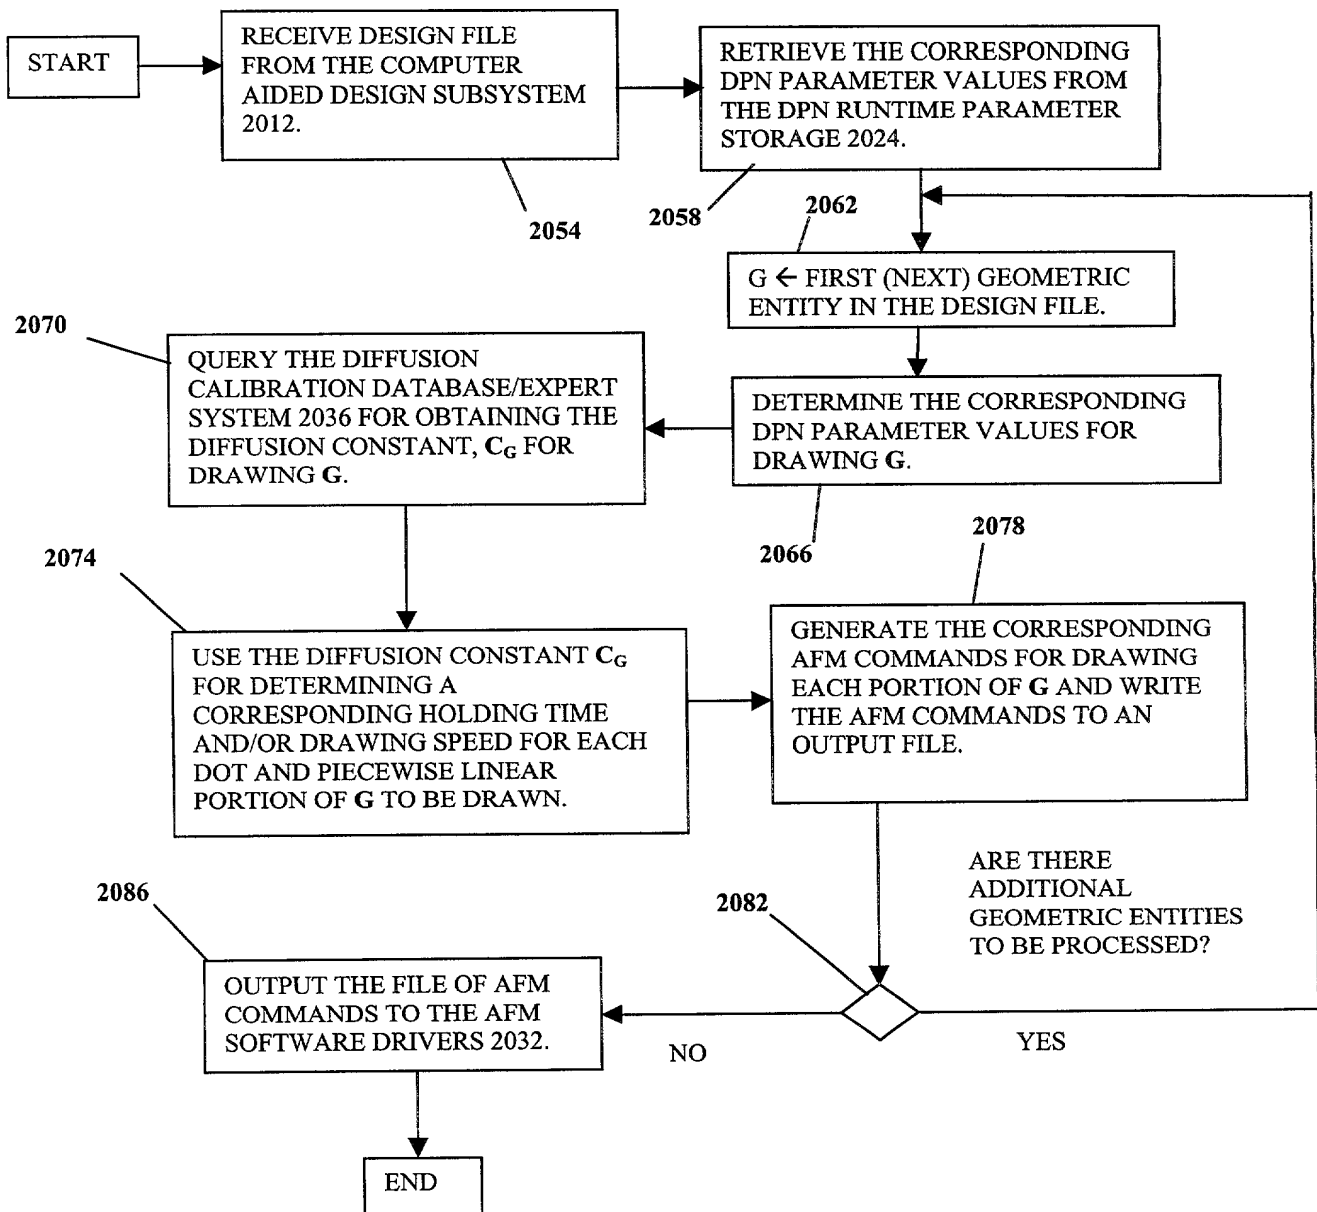 START
RECEIVE DESIGN FILE
FROM THE COMPUTER
AIDED DESIGN SUBSYSTEM
2012.
2054
RETRIEVE THE CORRESPONDING
DPN PARAMETER VALUES FROM
THE DPN RUNTIME PARAMETER
STORAGE 2024.
2058
2062
G ← FIRST (NEXT) GEOMETRIC
ENTITY IN THE DESIGN FILE.
DETERMINE THE CORRESPONDING
DPN PARAMETER VALUES FOR
DRAWING G.
2066
2070
QUERY THE DIFFUSION
CALIBRATION DATABASE/EXPERT
SYSTEM 2036 FOR OBTAINING THE
DIFFUSION CONSTANT, CG FOR
DRAWING G.
2074
USE THE DIFFUSION CONSTANT CG
FOR DETERMINING A
CORRESPONDING HOLDING TIME
AND/OR DRAWING SPEED FOR EACH
DOT AND PIECEWISE LINEAR
PORTION OF G TO BE DRAWN.
2078
GENERATE THE CORRESPONDING
AFM COMMANDS FOR DRAWING
EACH PORTION OF G AND WRITE
THE AFM COMMANDS TO AN
OUTPUT FILE.
ARE THERE
ADDITIONAL
GEOMETRIC ENTITIES
TO BE PROCESSED?
2082
YES
NO
2086
OUTPUT THE FILE OF AFM
COMMANDS TO THE AFM
SOFTWARE DRIVERS 2032.
END